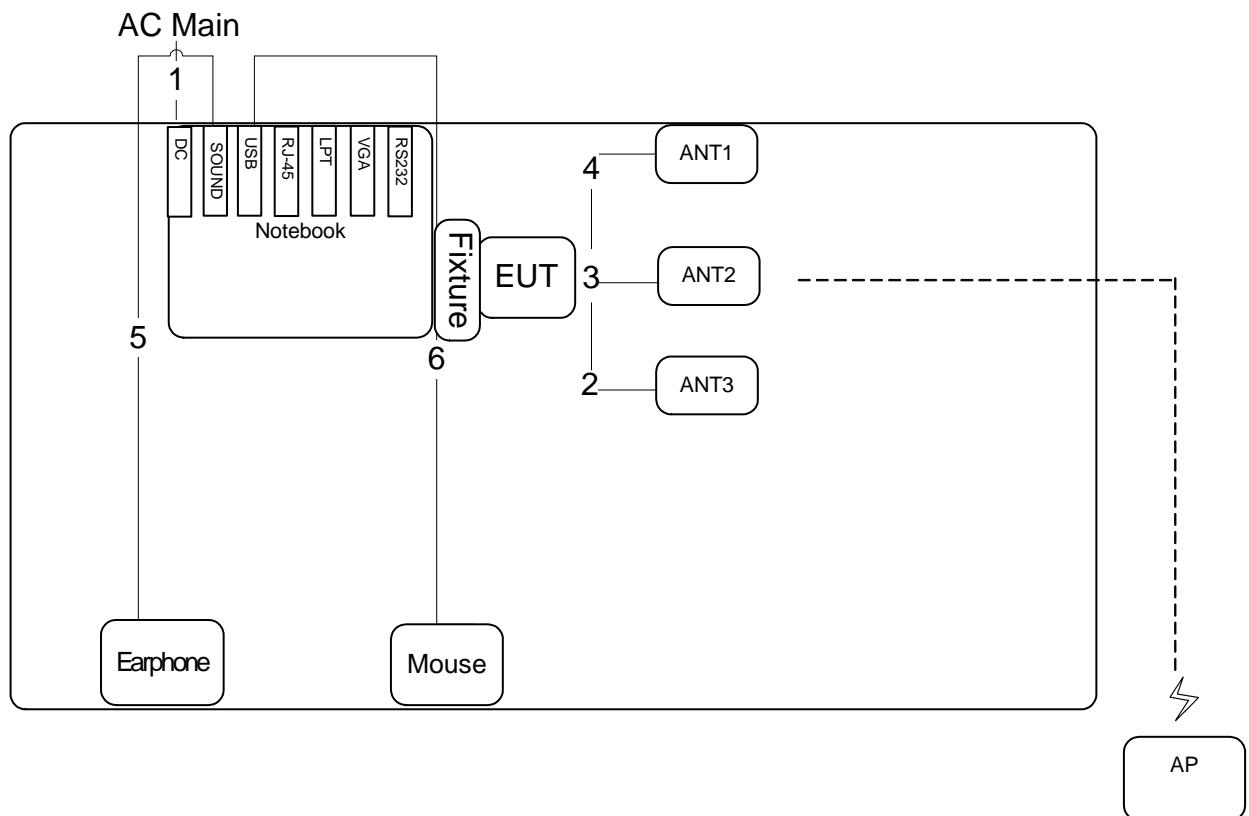 AC Main
1
DC
SOUND
USB
RJ-45
LPT
VGA
RS232
Notebook
Fixture
EUT
4
ANT1
3
ANT2
2
ANT3
5
6
Earphone
Mouse
AP